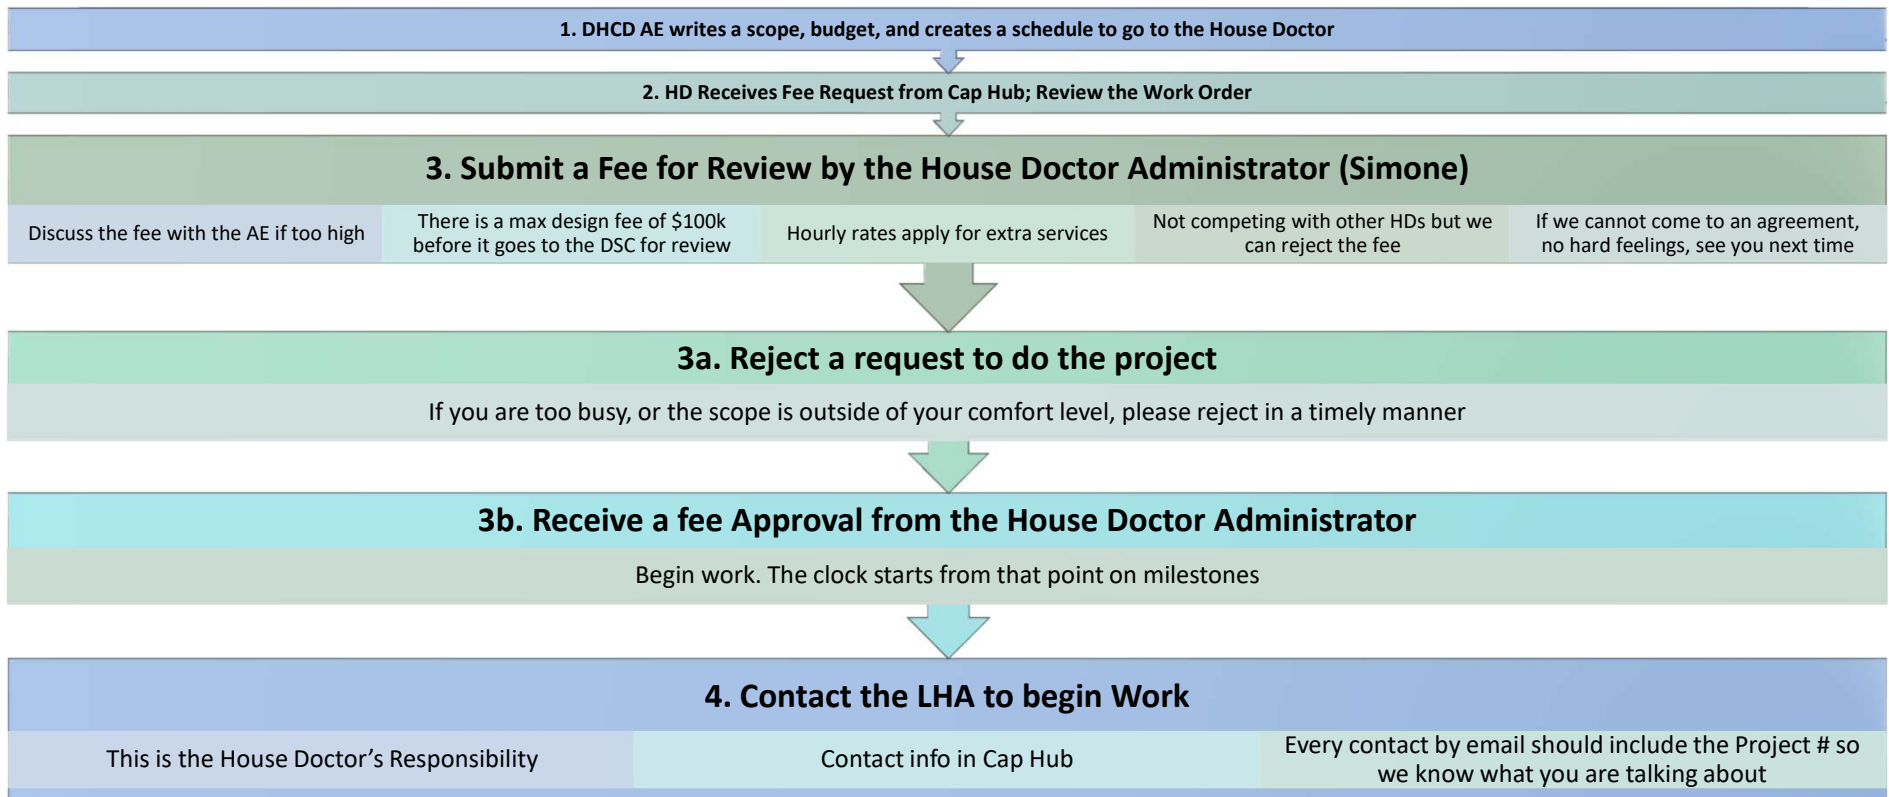 1. DHCD AE writes a scope, budget, and creates a schedule to go to the House Doctor
2. HD Receives Fee Request from Cap Hub; Review the Work Order
3. Submit a Fee for Review by the House Doctor Administrator (Simone)
Discuss the fee with the AE if too high
There is a max design fee of $100k
before it goes to the DSC for review
Hourly rates apply for extra services
Not competing with other HDs but we
can reject the fee
If we cannot come to an agreement,
no hard feelings, see you next time
3a. Reject a request to do the project
If you are too busy, or the scope is outside of your comfort level, please reject in a timely manner
3b. Receive a fee Approval from the House Doctor Administrator
Begin work. The clock starts from that point on milestones
4. Contact the LHA to begin Work
This is the House Doctor’s Responsibility
Contact info in Cap Hub
Every contact by email should include the Project # so
we know what you are talking about